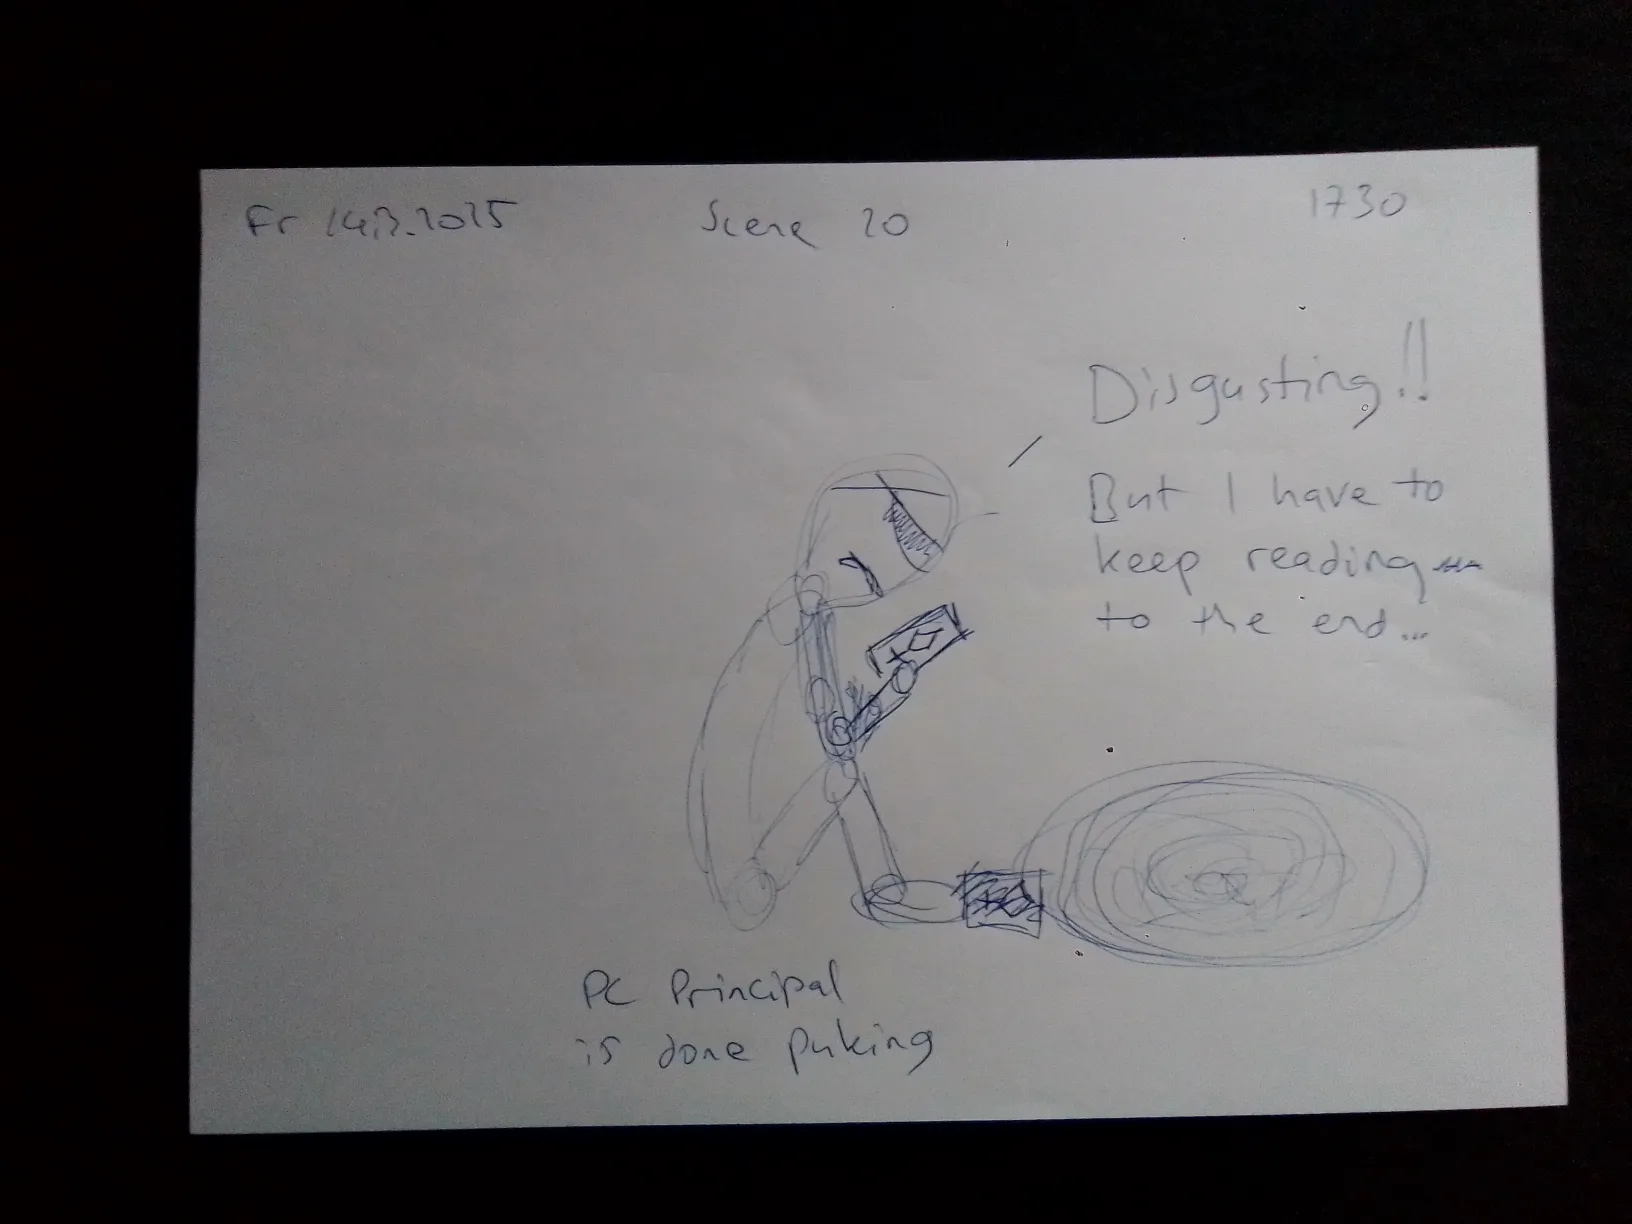 Fr 14.3.2025 Scene 20 1730
Disgusting!!
But I have to
keep reading
to the end...
PC Principal
is done puking